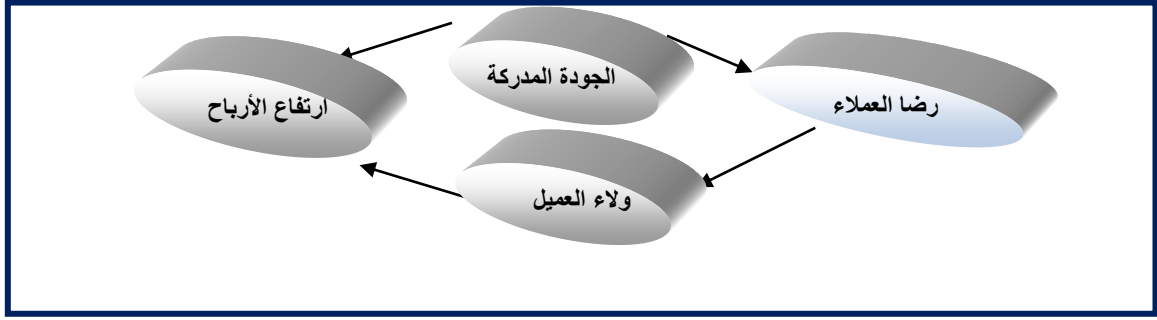 الجودة المدركة
رضا العملاء
ارتفاع الأرباح
ولاء العميل